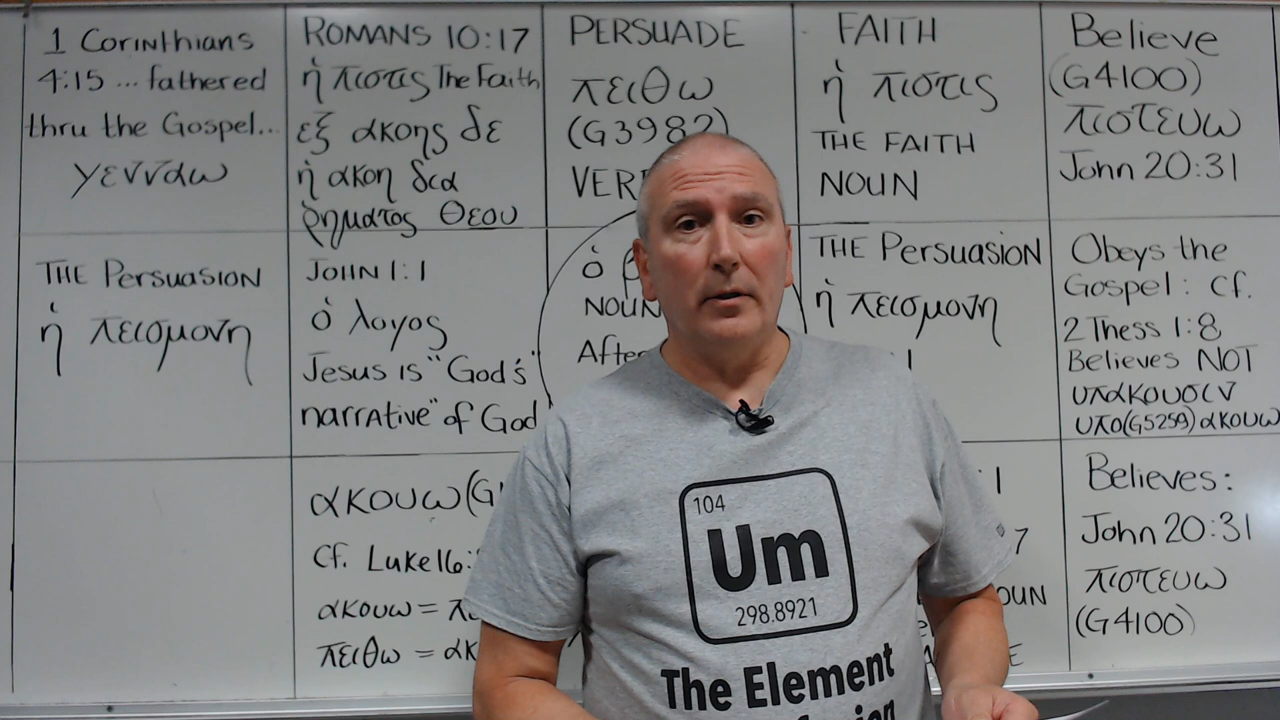 1 Corinthians
4:15 ... fathered
thru the Gospel...
γεννάω
ROMANS 10:17
ἡ πιστις The Faith
εξ ακοης δε
ἡ ακοη δια
ρηματος Θεου
PERSUADE
πειθω
(G3982)
VER
FAITH
ἡ πιστις
THE FAITH
NOUN
Believe
(G4100)
πιστευω
John 20:31
THE Persuasion
ἡ πεισμονη
JOHN 1:1
ὁ λογος
Jesus is "God's
narrative" of God
ὁ
NOUN
Afte
THE Persuasion
ἡ πεισμονη
Obeys the
Gospel: Cf.
2 Thess 1:8
Believes NOT
υπακουσιν
υπο(G5259) ακουω
ακουω (G
Cf. Luke 16:
ακουω = π
πειθω = ακ
7
OUN
Believes:
John 20:31
πιστευω
(G4100)
104
Um
298.8921
The Element